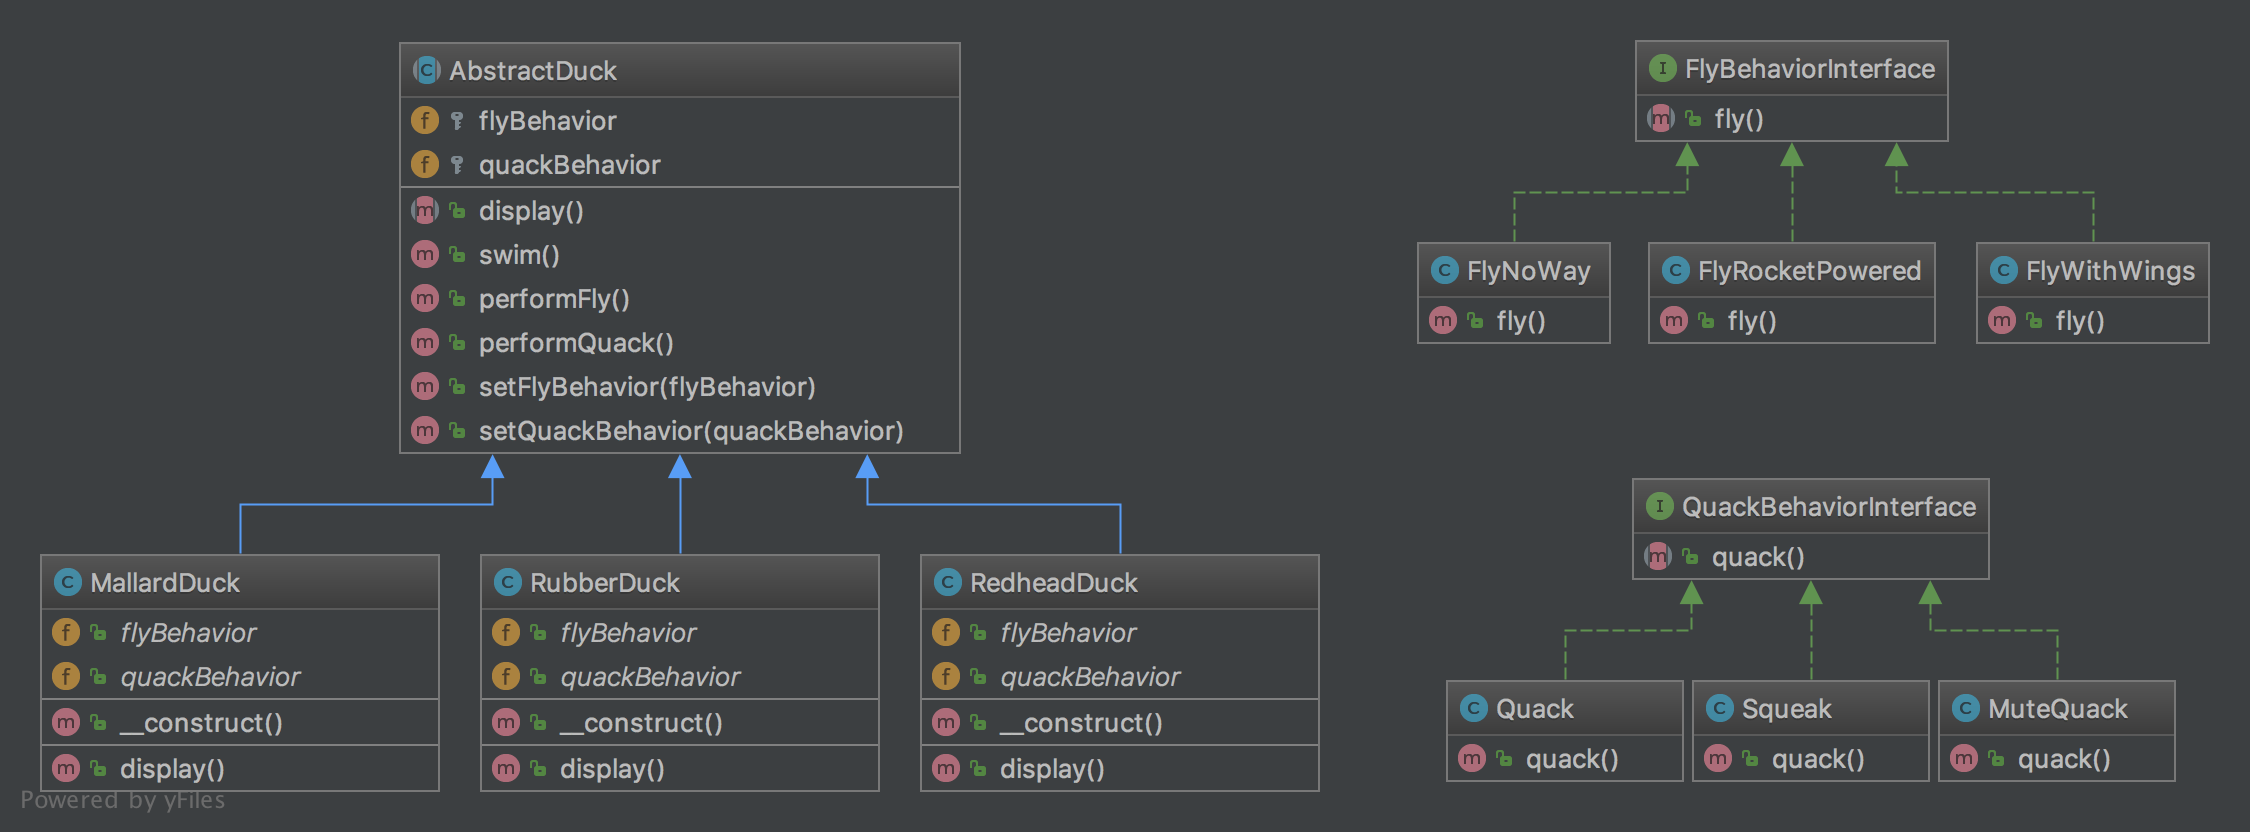 AbstractDuck
flyBehavior
quackBehavior
display()
swim()
performFly()
performQuack()
setFlyBehavior(flyBehavior)
setQuackBehavior(quackBehavior)
MallardDuck
flyBehavior
quackBehavior
__construct()
display()
RubberDuck
flyBehavior
quackBehavior
__construct()
display()
RedheadDuck
flyBehavior
quackBehavior
__construct()
display()
FlyBehaviorInterface
fly()
FlyNoWay
fly()
FlyRocketPowered
fly()
FlyWithWings
fly()
QuackBehaviorInterface
quack()
Quack
quack()
Squeak
quack()
MuteQuack
quack()
Powered by yFiles